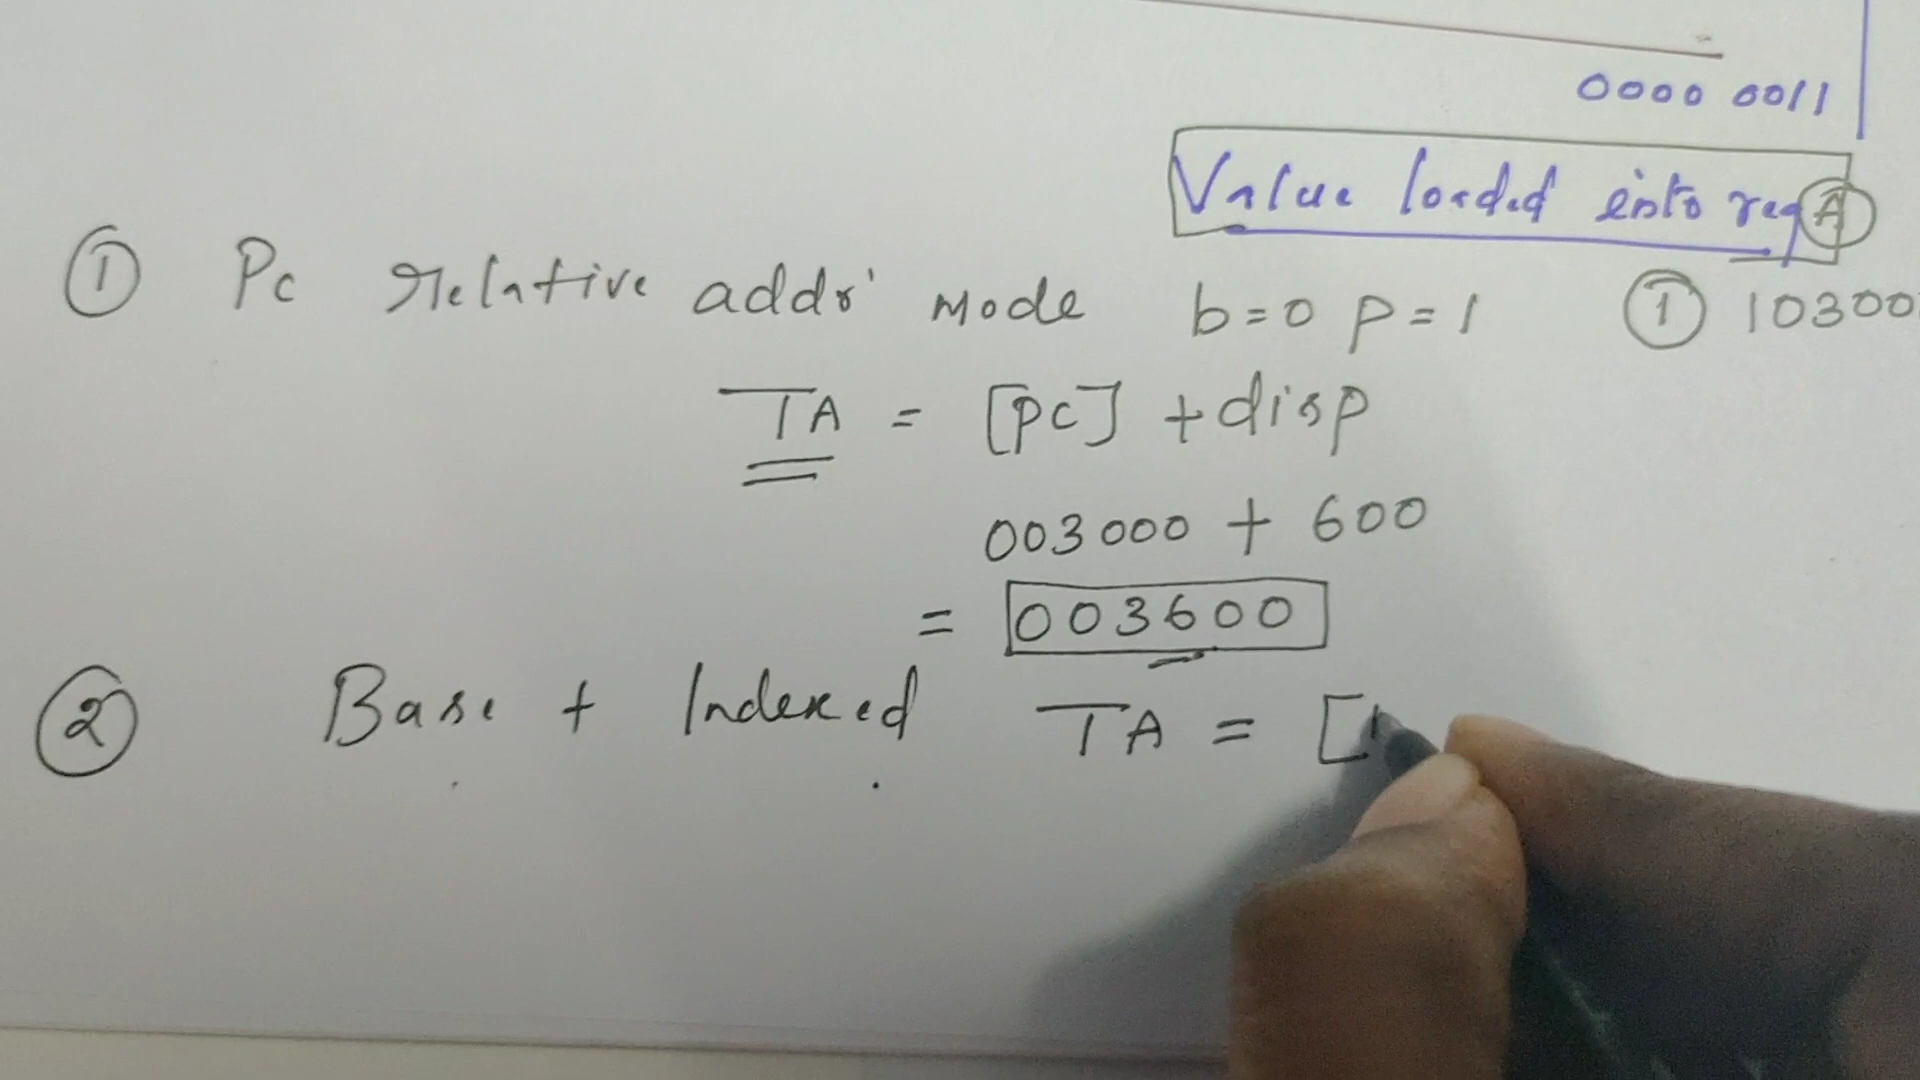 0000 0011
Value loaded into reg A
① Pc relative addr' mode b=0 p=1 ① 10300
TA = [pc] + disp
003000 + 600
= 003600
② Base + Indexed TA = [